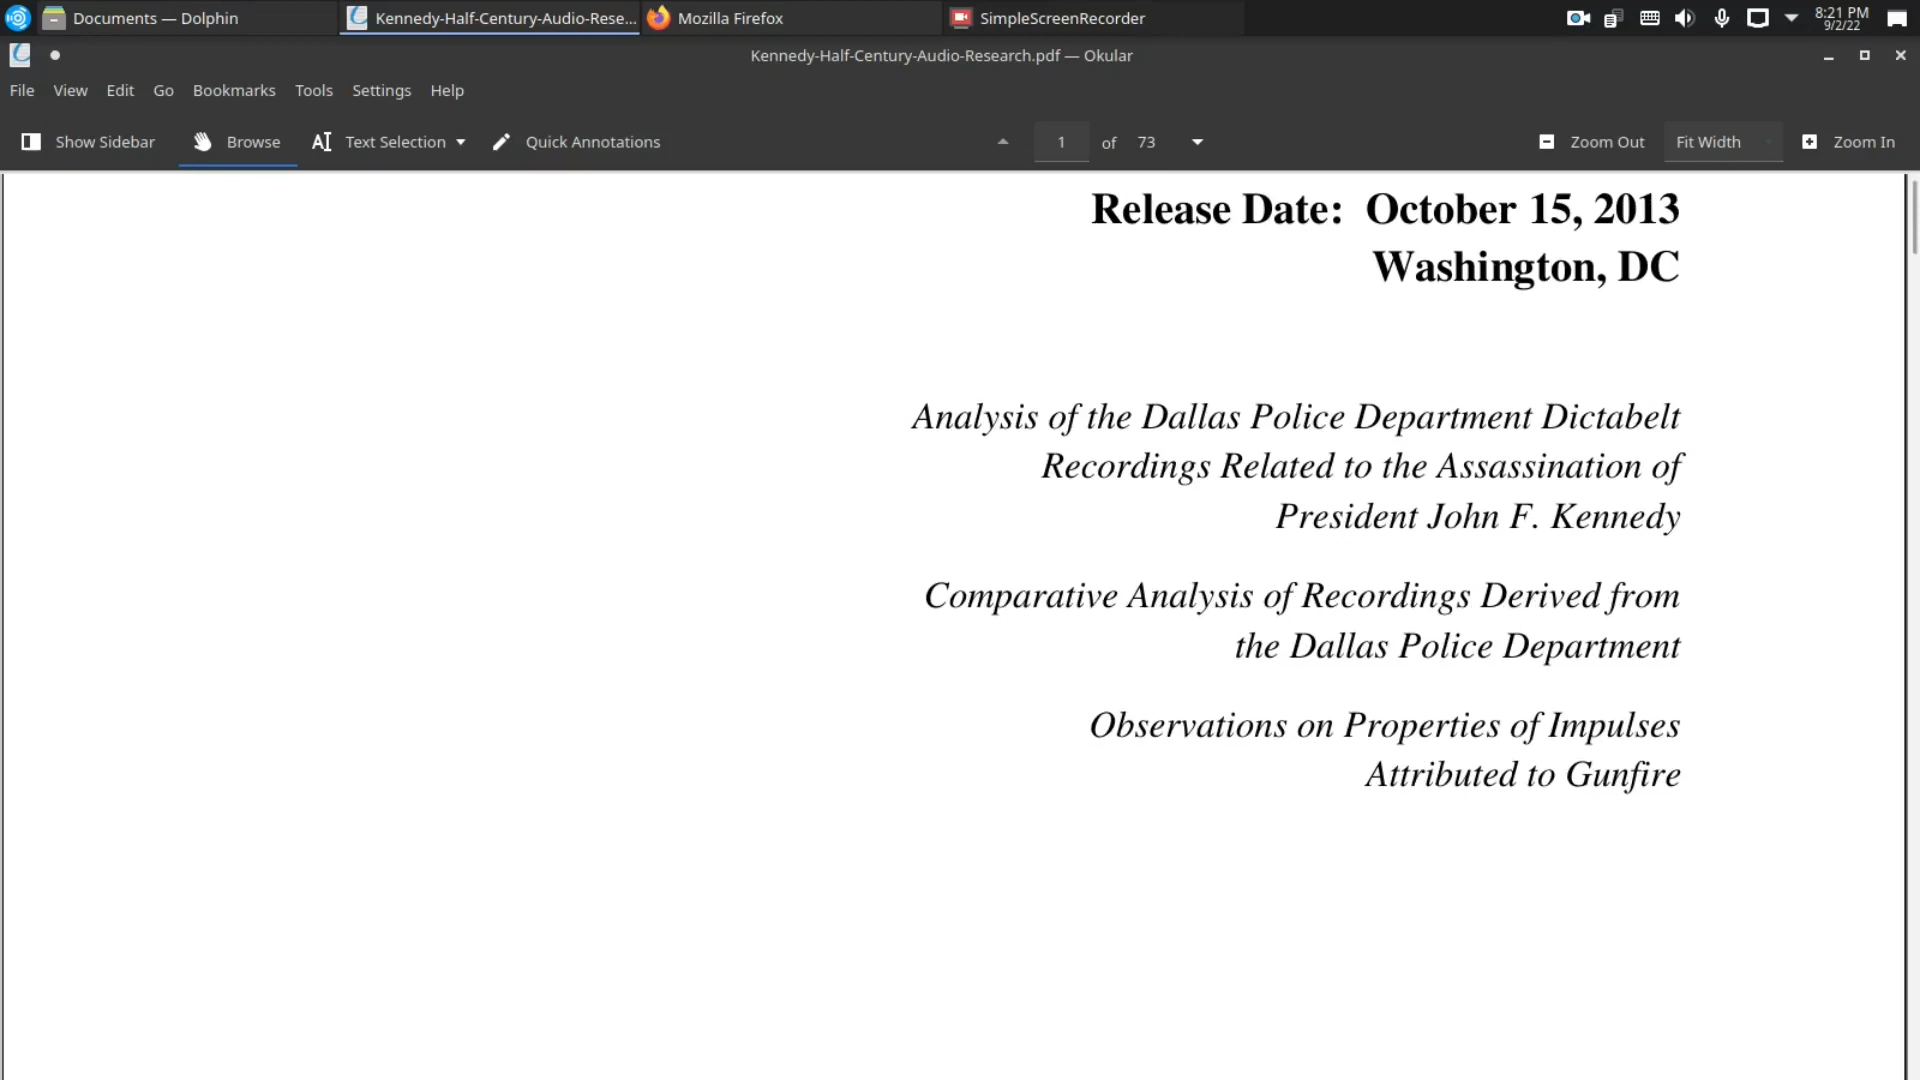 Documents — Dolphin
Kennedy-Half-Century-Audio-Rese...
Mozilla Firefox
SimpleScreenRecorder
8:21 PM
9/2/22
Kennedy-Half-Century-Audio-Research.pdf — Okular
File View Edit Go Bookmarks Tools Settings Help
Show Sidebar Browse Text Selection Quick Annotations 1 of 73 Zoom Out Fit Width Zoom In
Release Date: October 15, 2013
Washington, DC
Analysis of the Dallas Police Department Dictabelt
Recordings Related to the Assassination of
President John F. Kennedy
Comparative Analysis of Recordings Derived from
the Dallas Police Department
Observations on Properties of Impulses
Attributed to Gunfire